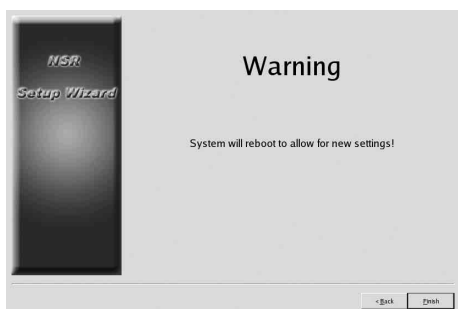 NSR
Setup Wizard
Warning
System will reboot to allow for new settings!
< Back
Finish